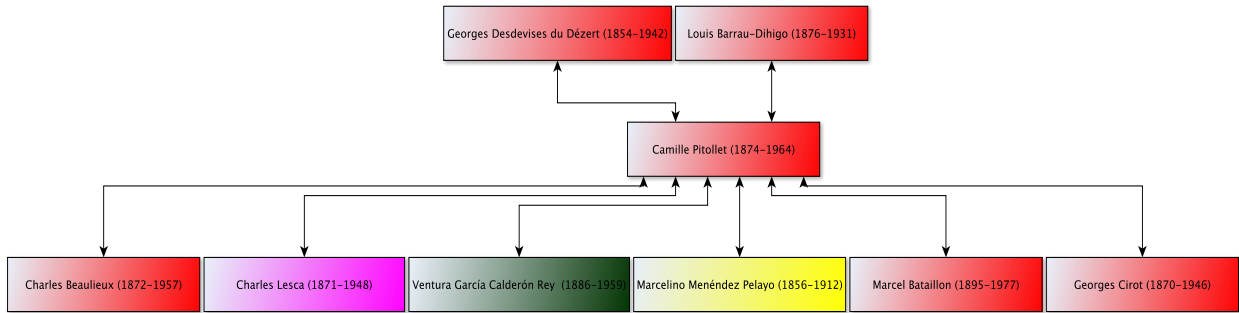 Georges Desdevises du Dézert (1854-1942)
Louis Barrau-Dihigo (1876-1931)
Camille Pitollet (1874-1964)
Charles Beaulieux (1872-1957)
Charles Lesca (1871-1948)
Ventura García Calderón Rey (1886-1959)
Marcelino Menéndez Pelayo (1856-1912)
Marcel Bataillon (1895-1977)
Georges Cirot (1870-1946)